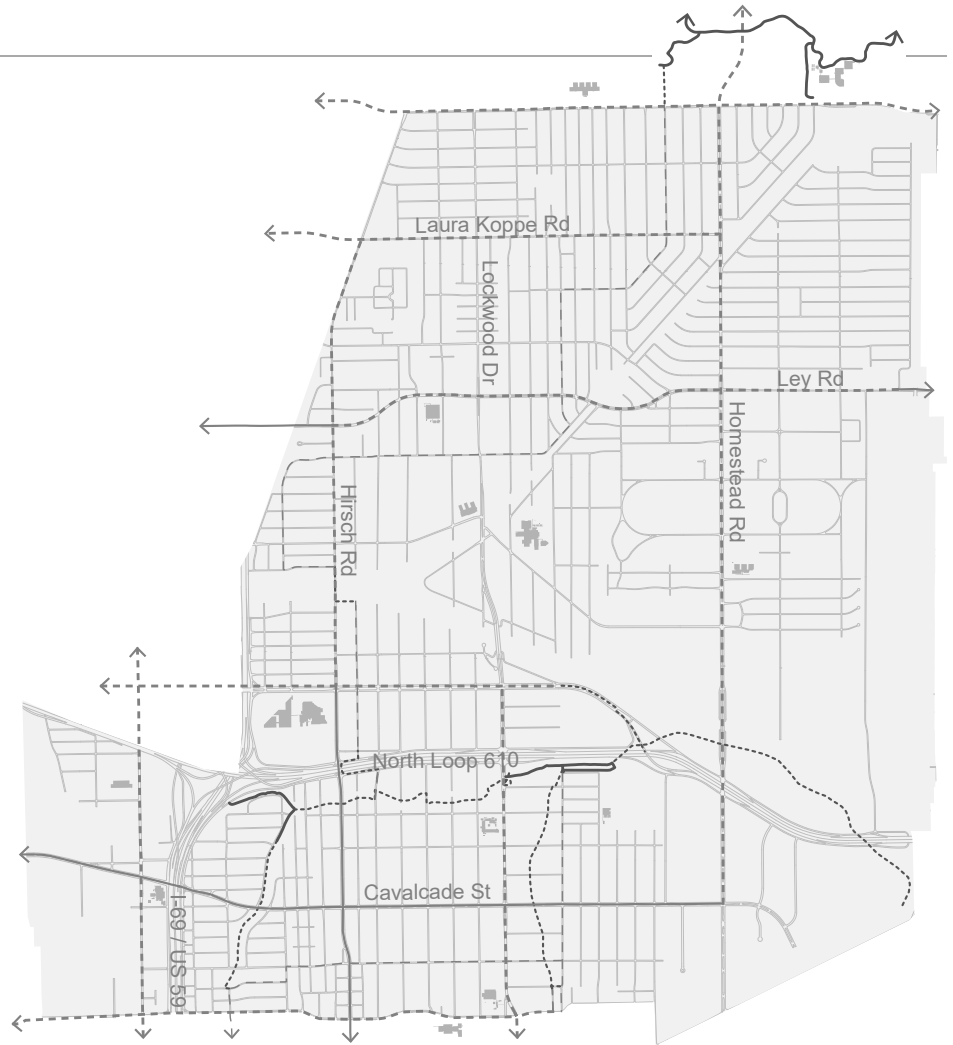 Laura Koppe Rd
Lockwood Dr
Ley Rd
Homestead Rd
Hirsch Rd
North Loop 610
Cavalcade St
I-69 / US 59